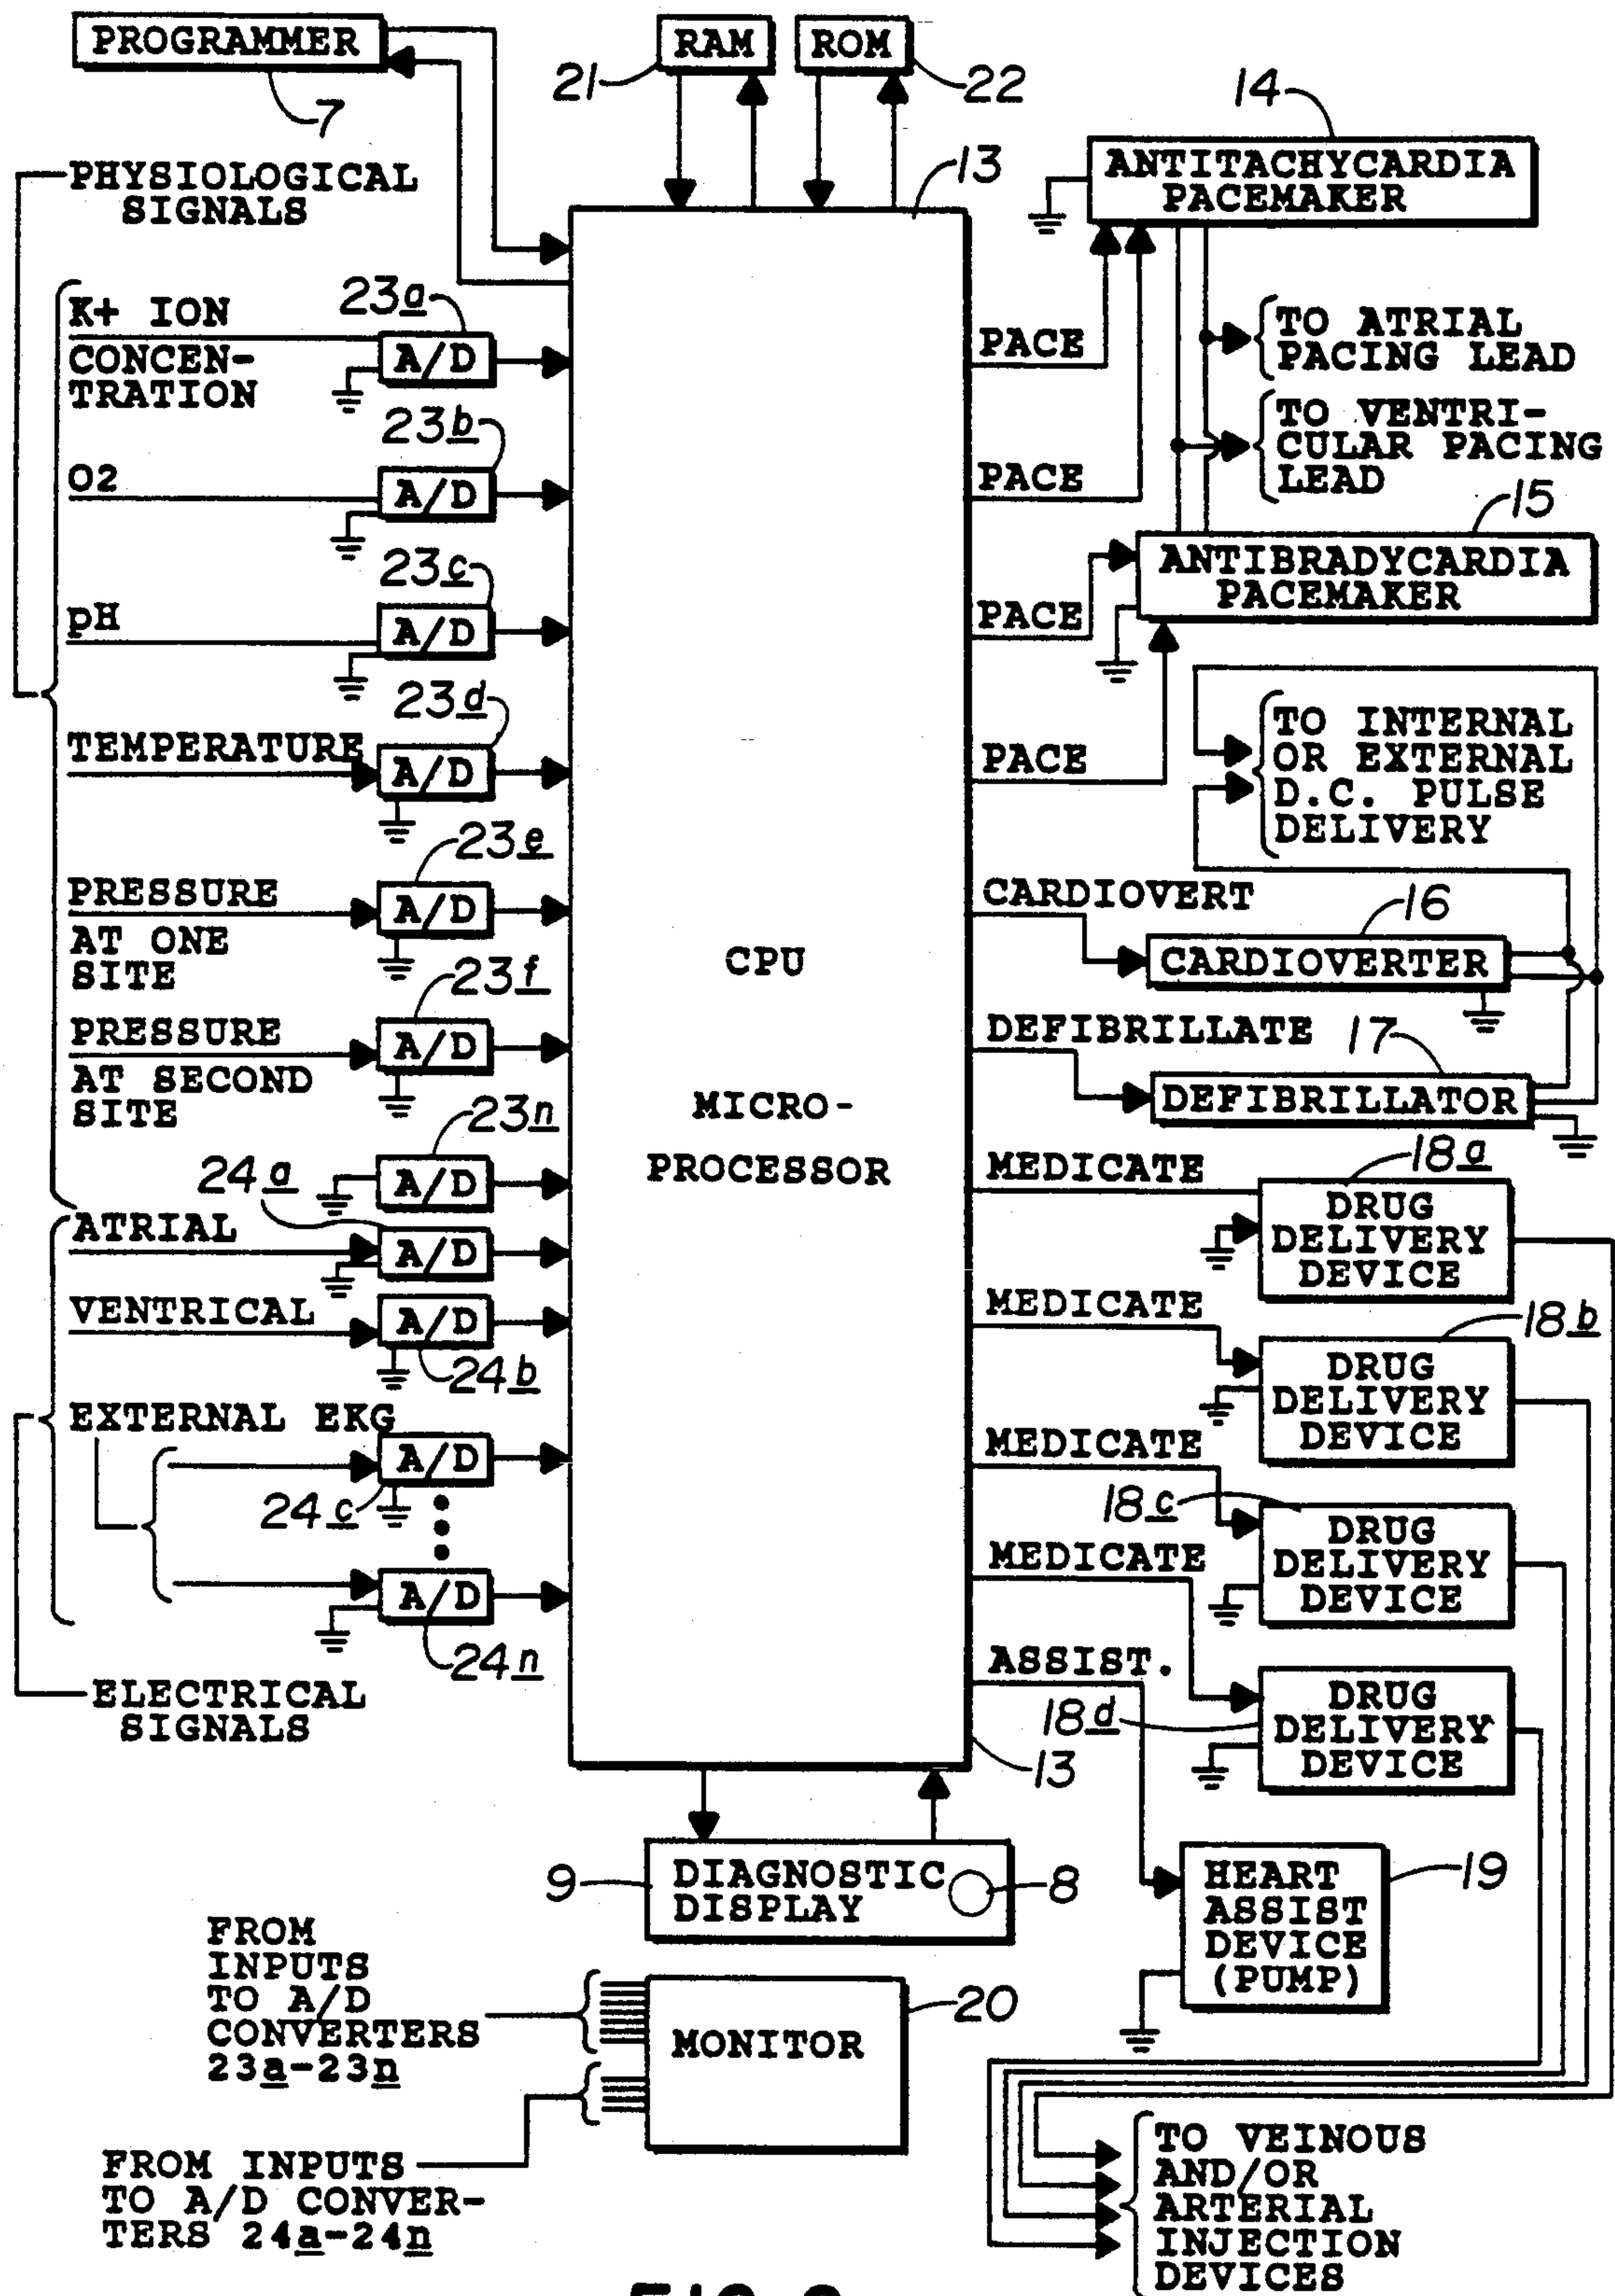 PROGRAMMER
7
RAM
21
ROM
22
13
14
ANTITACHYCARDIA
PACEMAKER
PHYSIOLOGICAL
SIGNALS
K+ ION
CONCEN-
TRATION
23a
A/D
PACE
TO ATRIAL
PACING LEAD
TO VENTRI-
CULAR PACING
LEAD
O2
23b
A/D
PACE
15
ANTIBRADYCARDIA
PACEMAKER
pH
23c
A/D
PACE
TEMPERATURE
23d
A/D
PACE
TO INTERNAL
OR EXTERNAL
D.C. PULSE
DELIVERY
PRESSURE
AT ONE
SITE
23e
A/D
CPU
MICRO-
PROCESSOR
CARDIOVERT
16
CARDIOVERTER
PRESSURE
AT SECOND
SITE
23f
A/D
DEFIBRILLATE
17
DEFIBRILLATOR
23n
A/D
MEDICATE
18a
DRUG
DELIVERY
DEVICE
24a
ATRIAL
A/D
VENTRICAL
A/D
24b
MEDICATE
18b
DRUG
DELIVERY
DEVICE
EXTERNAL EKG
A/D
24c
MEDICATE
18c
DRUG
DELIVERY
DEVICE
A/D
24n
MEDICATE
18d
DRUG
DELIVERY
DEVICE
ELECTRICAL
SIGNALS
ASSIST.
13
9
DIAGNOSTIC
DISPLAY
8
HEART
ASSIST
DEVICE
(PUMP)
19
FROM
INPUTS
TO A/D
CONVERTERS
23a-23n
MONITOR
20
FROM INPUTS
TO A/D CONVER-
TERS 24a-24n
TO VEINOUS
AND/OR
ARTERIAL
INJECTION
DEVICES